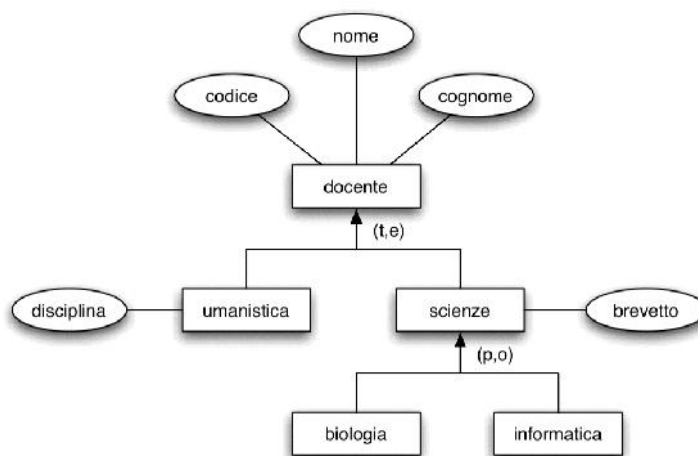 nome
codice
cognome
docente
(t,e)
disciplina
umanistica
scienze
brevetto
(p,o)
biologia
informatica